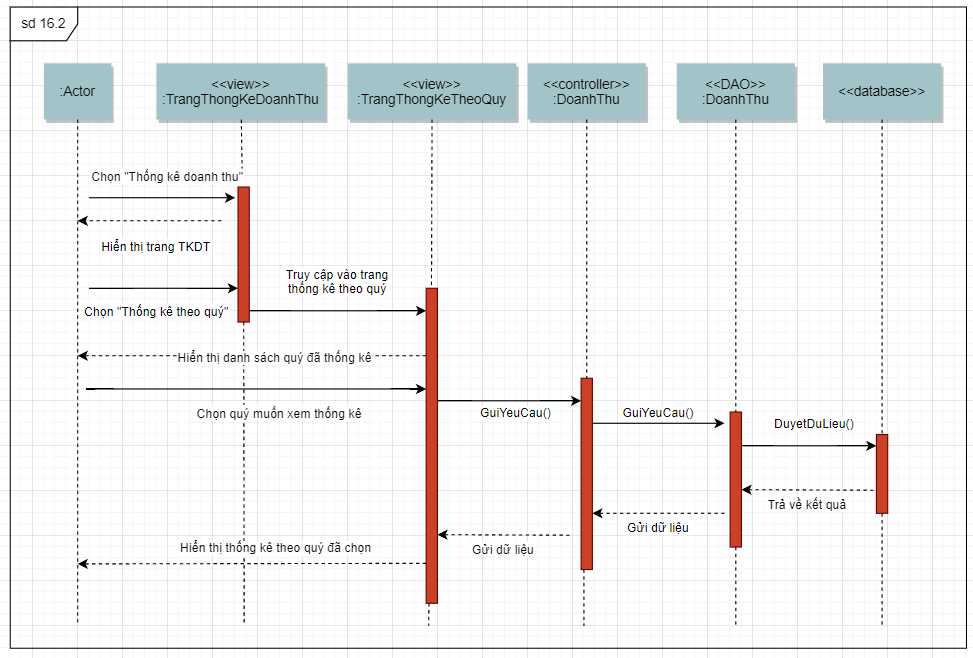 sd 16.2
:Actor
<<view>>
:TrangThongKeDoanhThu
<<view>>
:TrangThongKeTheoQuy
<<controller>>
:DoanhThu
<<DAO>>
:DoanhThu
<<database>>
Chọn "Thống kê doanh thu"
Hiển thị trang TKDT
Truy cập vào trang
thống kê theo quý
Chọn "Thống kê theo quý"
Hiển thị danh sách quý đã thống kê
Chọn quý muốn xem thống kê
GuiYeuCau()
GuiYeuCau()
DuyetDuLieu()
Trả về kết quả
Gửi dữ liệu
Gửi dữ liệu
Hiển thị thống kê theo quý đã chọn